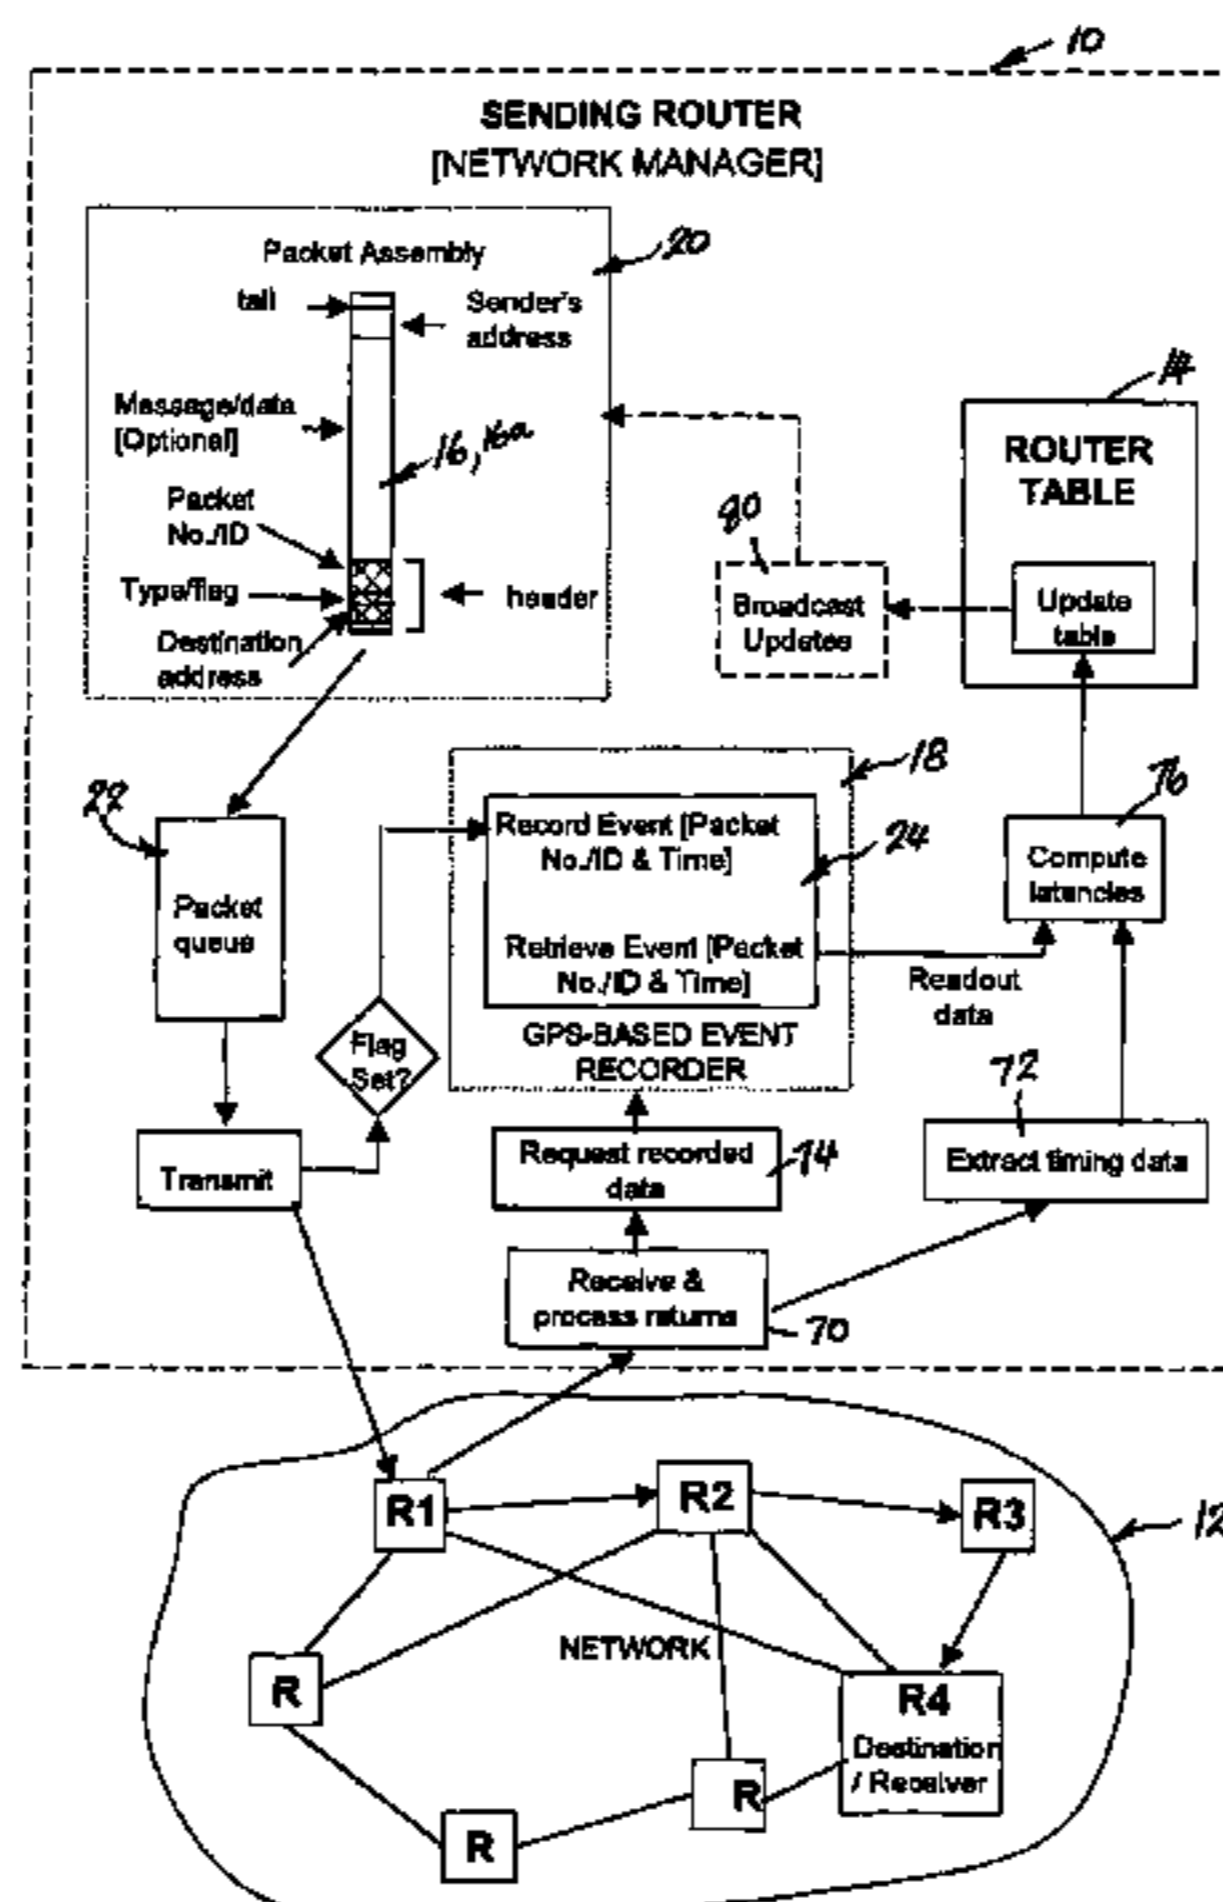 10
SENDING ROUTER
[NETWORK MANAGER]
20
Packet Assembly
tail
Sender's
address
Message/data
[Optional]
16, 16a
Packet
No./ID
Type/flag
header
Destination
address
14
ROUTER
TABLE
Update
table
80
Broadcast
Updates
22
Packet
queue
18
Record Event [Packet
No./ID & Time]
24
Retrieve Event [Packet
No./ID & Time]
GPS-BASED EVENT
RECORDER
76
Compute
latencies
Readout
data
Flag
Set?
72
Transmit
Request recorded
data
74
Extract timing data
Receive &
process returns
70
R1
R2
R3
12
NETWORK
R
R4
Destination
/ Receiver
R
R